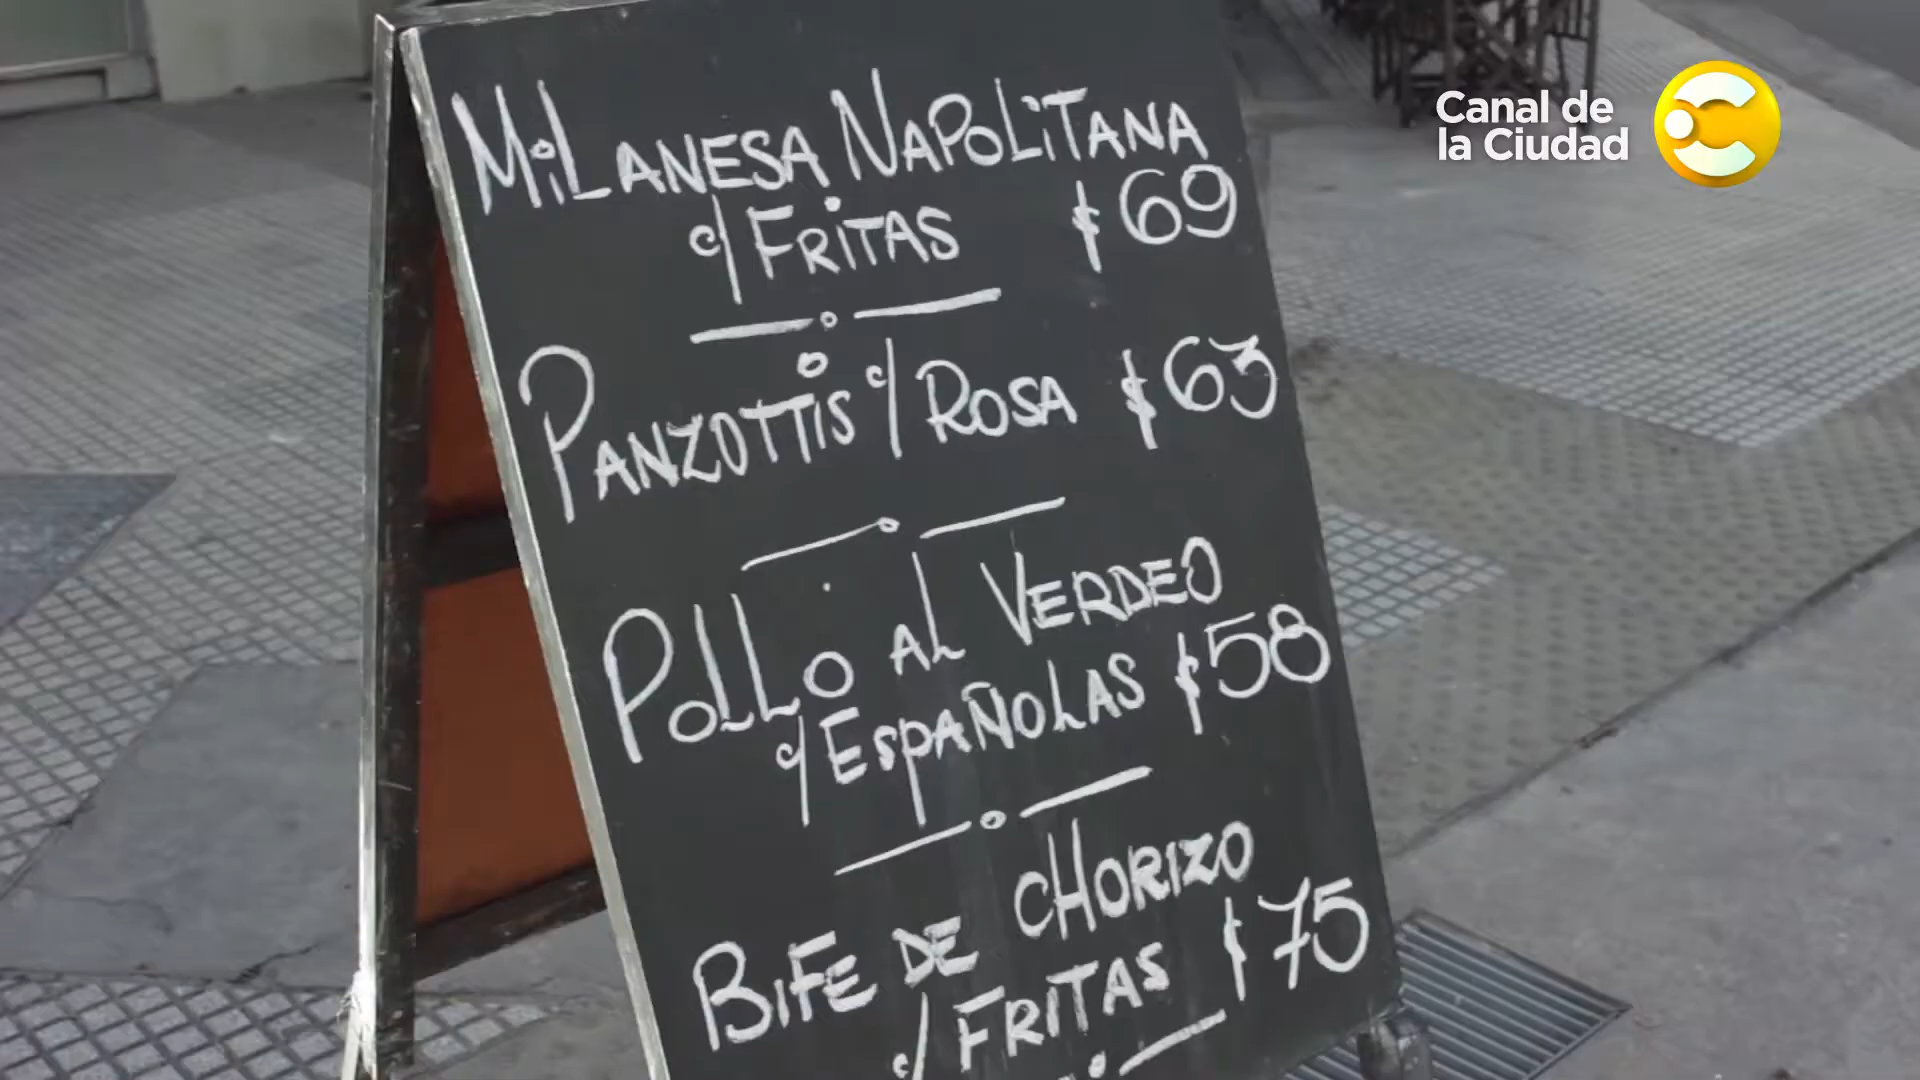 MiLANESA NAPOLiTANA
c/ FRiTAS $69
PANZOTTiS c/ ROSA $63
POLLO AL VERDEO
c/ ESPAÑOLAS $58
BiFE DE CHORIZO
c/ FRITAS $75
Canal de
la Ciudad